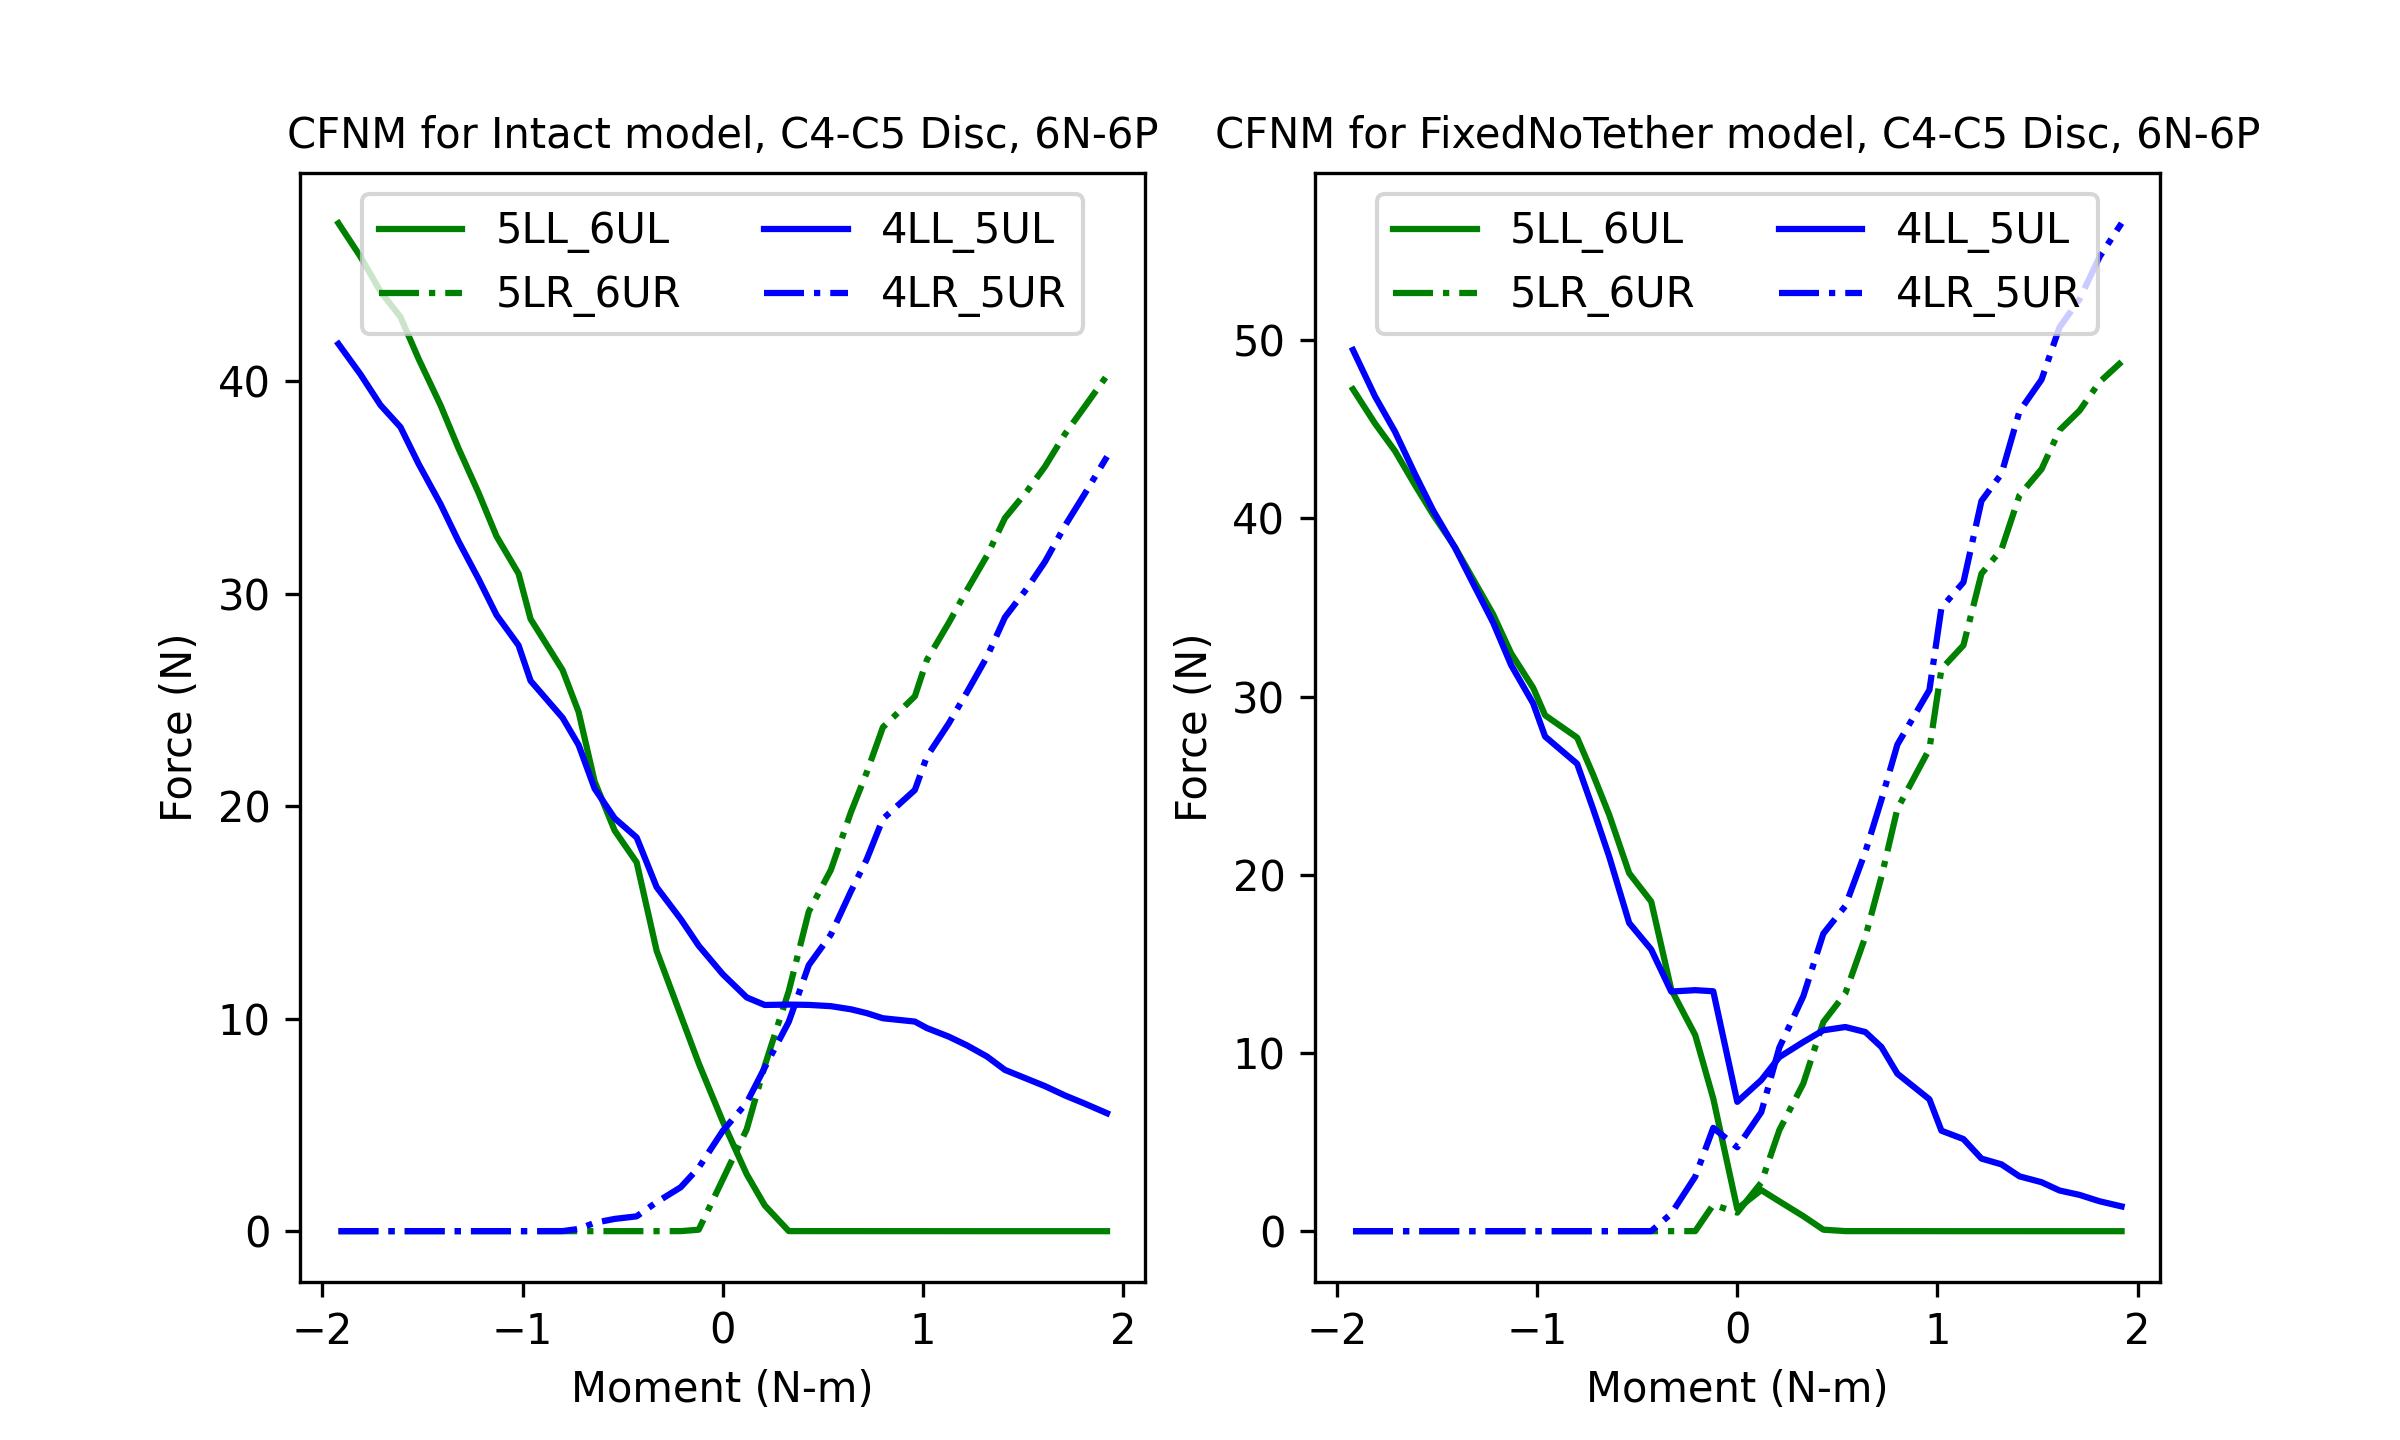 CFNM for Intact model, C4-C5 Disc, 6N-6P
5LL_6UL
5LR_6UR
4LL_5UL
4LR_5UR
40
30
20
10
0
Force (N)
−2
−1
0
1
2
Moment (N-m)
CFNM for FixedNoTether model, C4-C5 Disc, 6N-6P
5LL_6UL
5LR_6UR
4LL_5UL
4LR_5UR
50
40
30
20
10
0
Force (N)
−2
−1
0
1
2
Moment (N-m)